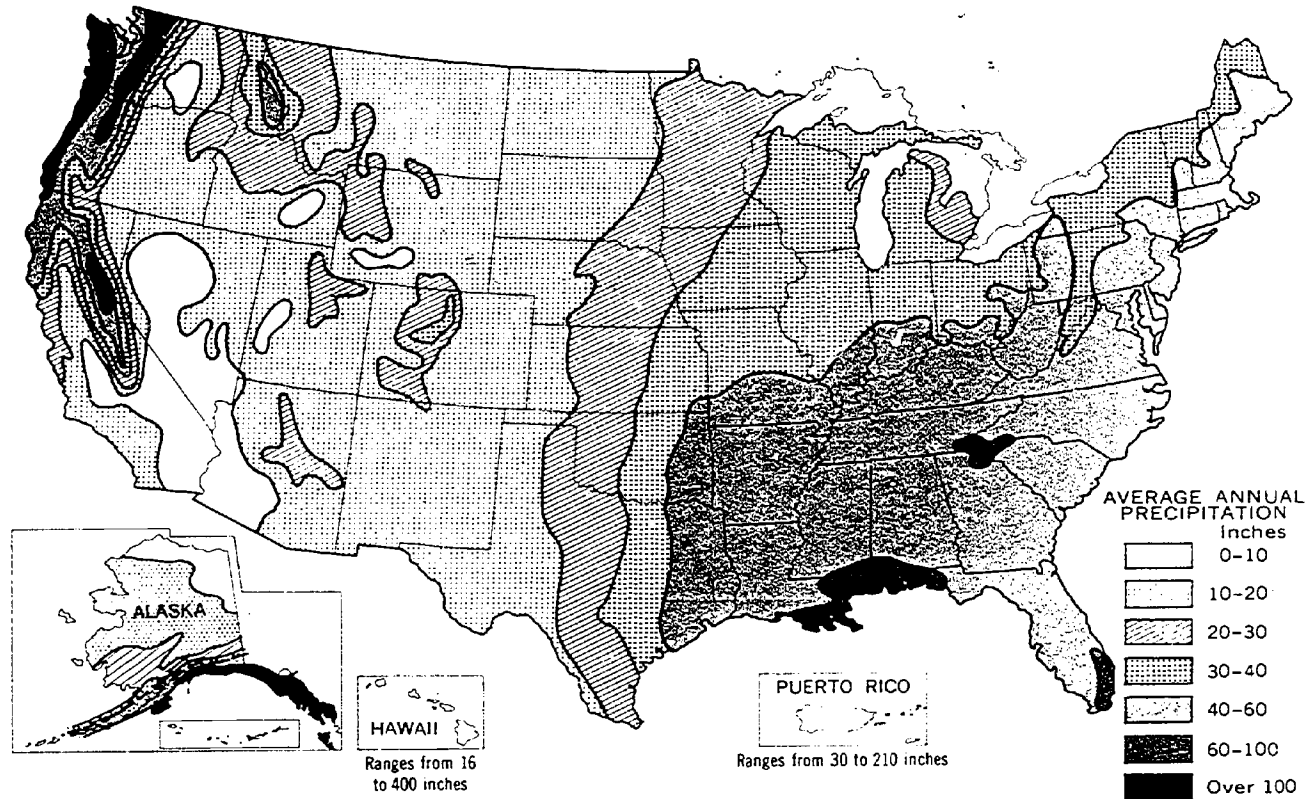 ALASKA
HAWAII
Ranges from 16
to 400 inches
PUERTO RICO
Ranges from 30 to 210 inches
AVERAGE ANNUAL
PRECIPITATION
Inches
0-10
10-20
20-30
30-40
40-60
60-100
Over 100